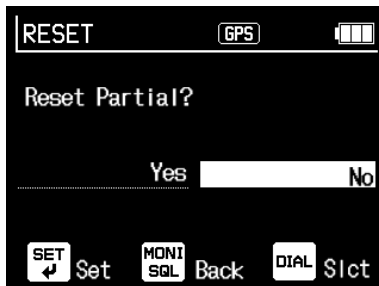 RESET GPS
Reset Partial?
Yes No
SET Set MONI SQL Back DIAL Slct